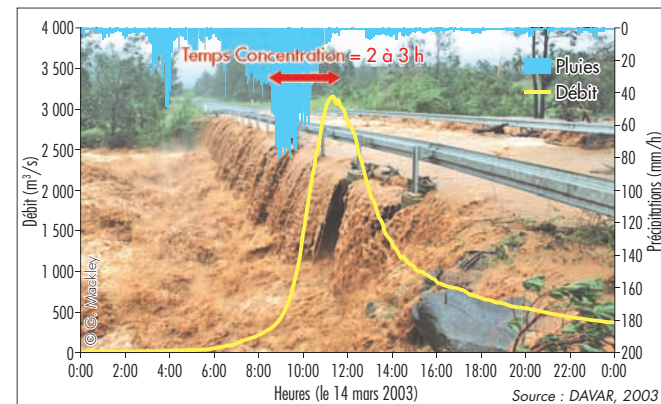 Temps Concentration = 2 à 3 h
Pluies
Débit
Débit (m³/s)
4 000
3 500
3 000
2 500
2 000
1 500
1 000
500
0
Précipitations (mm/h)
0
20
40
60
80
100
120
140
160
180
200
0:00 2:00 4:00 6:00 8:00 10:00 12:00 14:00 16:00 18:00 20:00 22:00 0:00
Heures (le 14 mars 2003)
Source : DAVAR, 2003
© G. Mackley